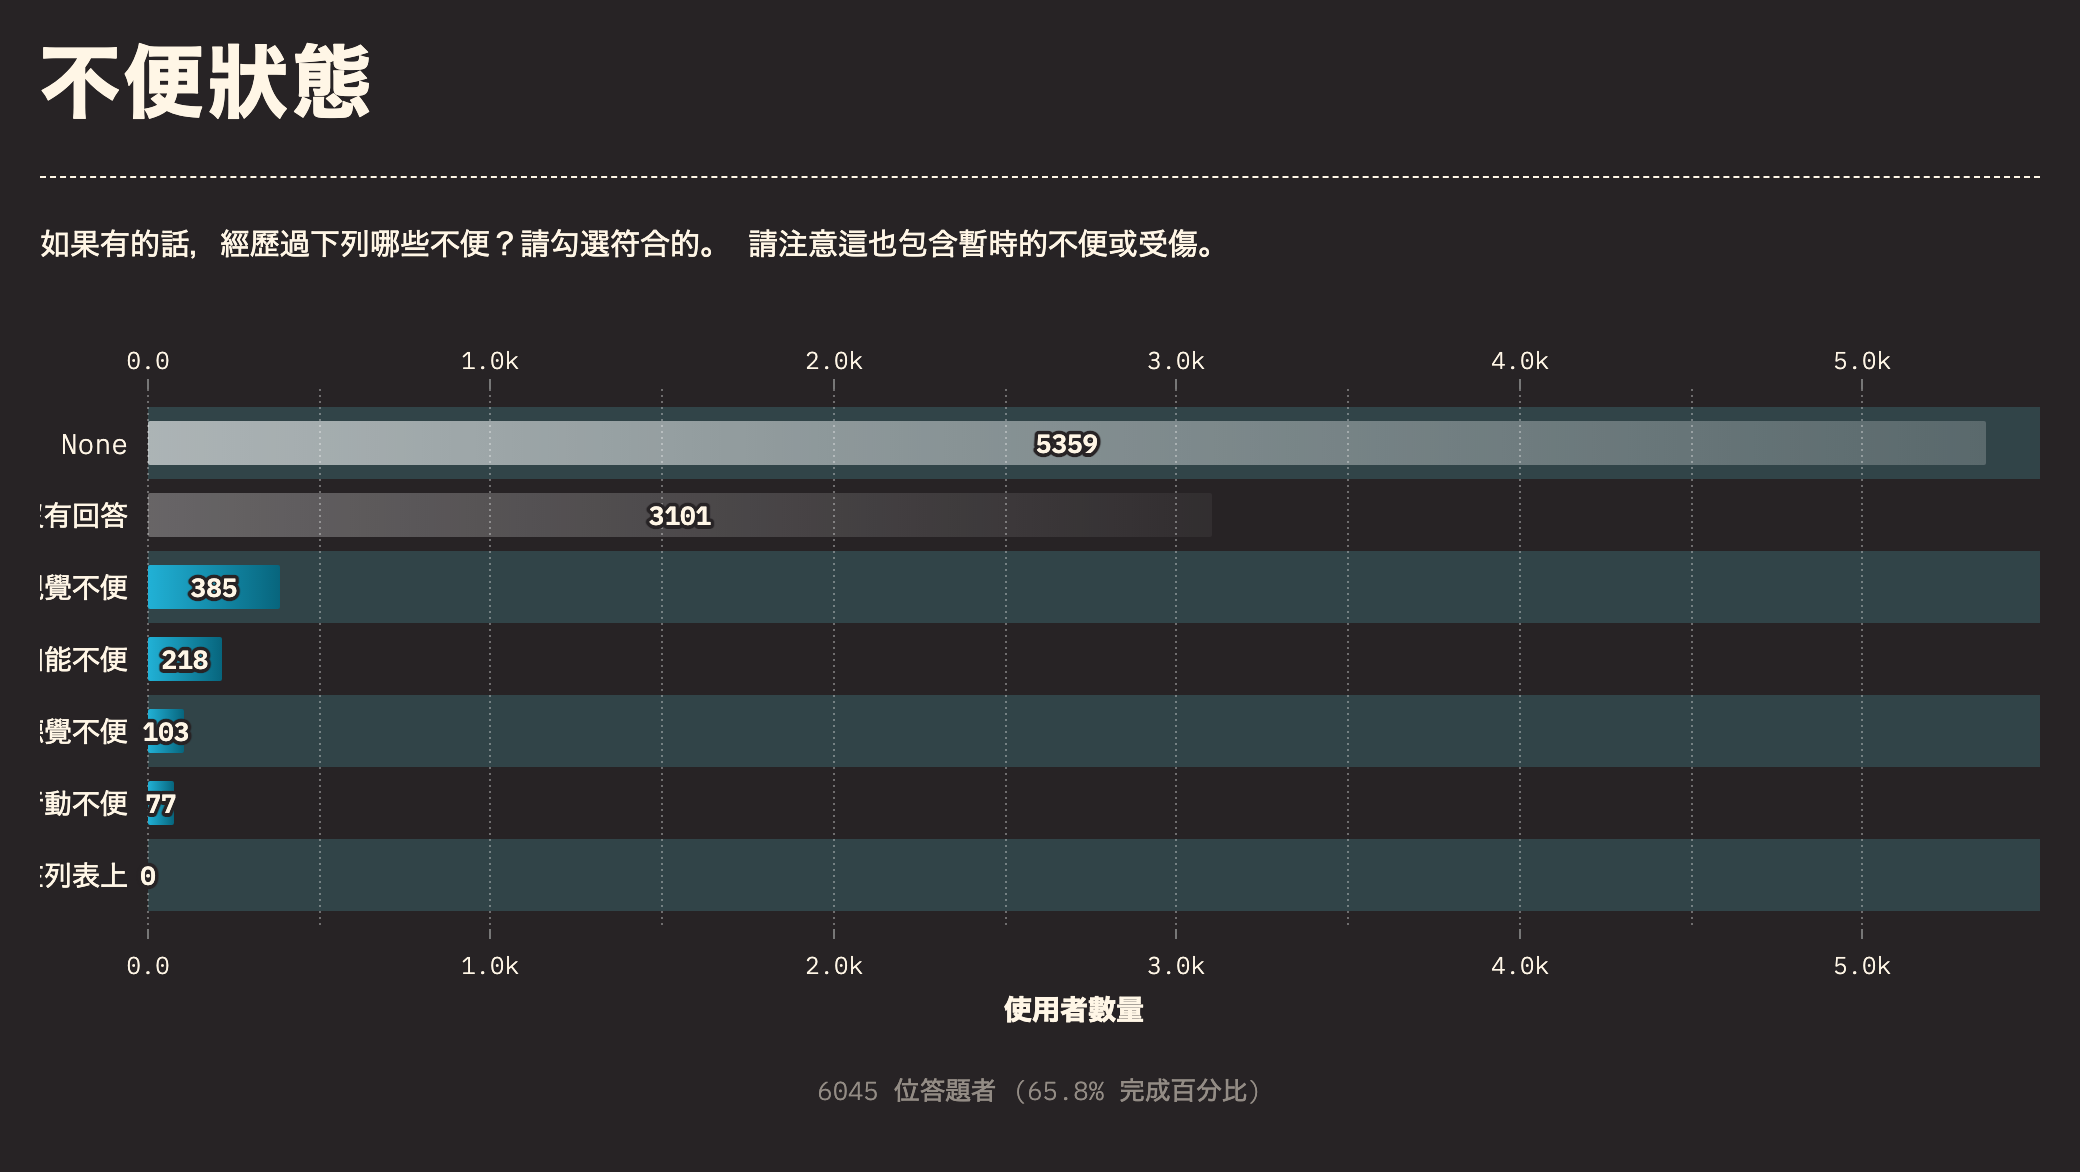 不便狀態
如果有的話，經歷過下列哪些不便？請勾選符合的。 請注意這也包含暫時的不便或受傷。
0.0 1.0k 2.0k 3.0k 4.0k 5.0k
None 5359
有回答 3101
覺不便 385
能不便 218
覺不便 103
動不便 77
列表上 0
0.0 1.0k 2.0k 3.0k 4.0k 5.0k
使用者數量
6045 位答題者 (65.8% 完成百分比)